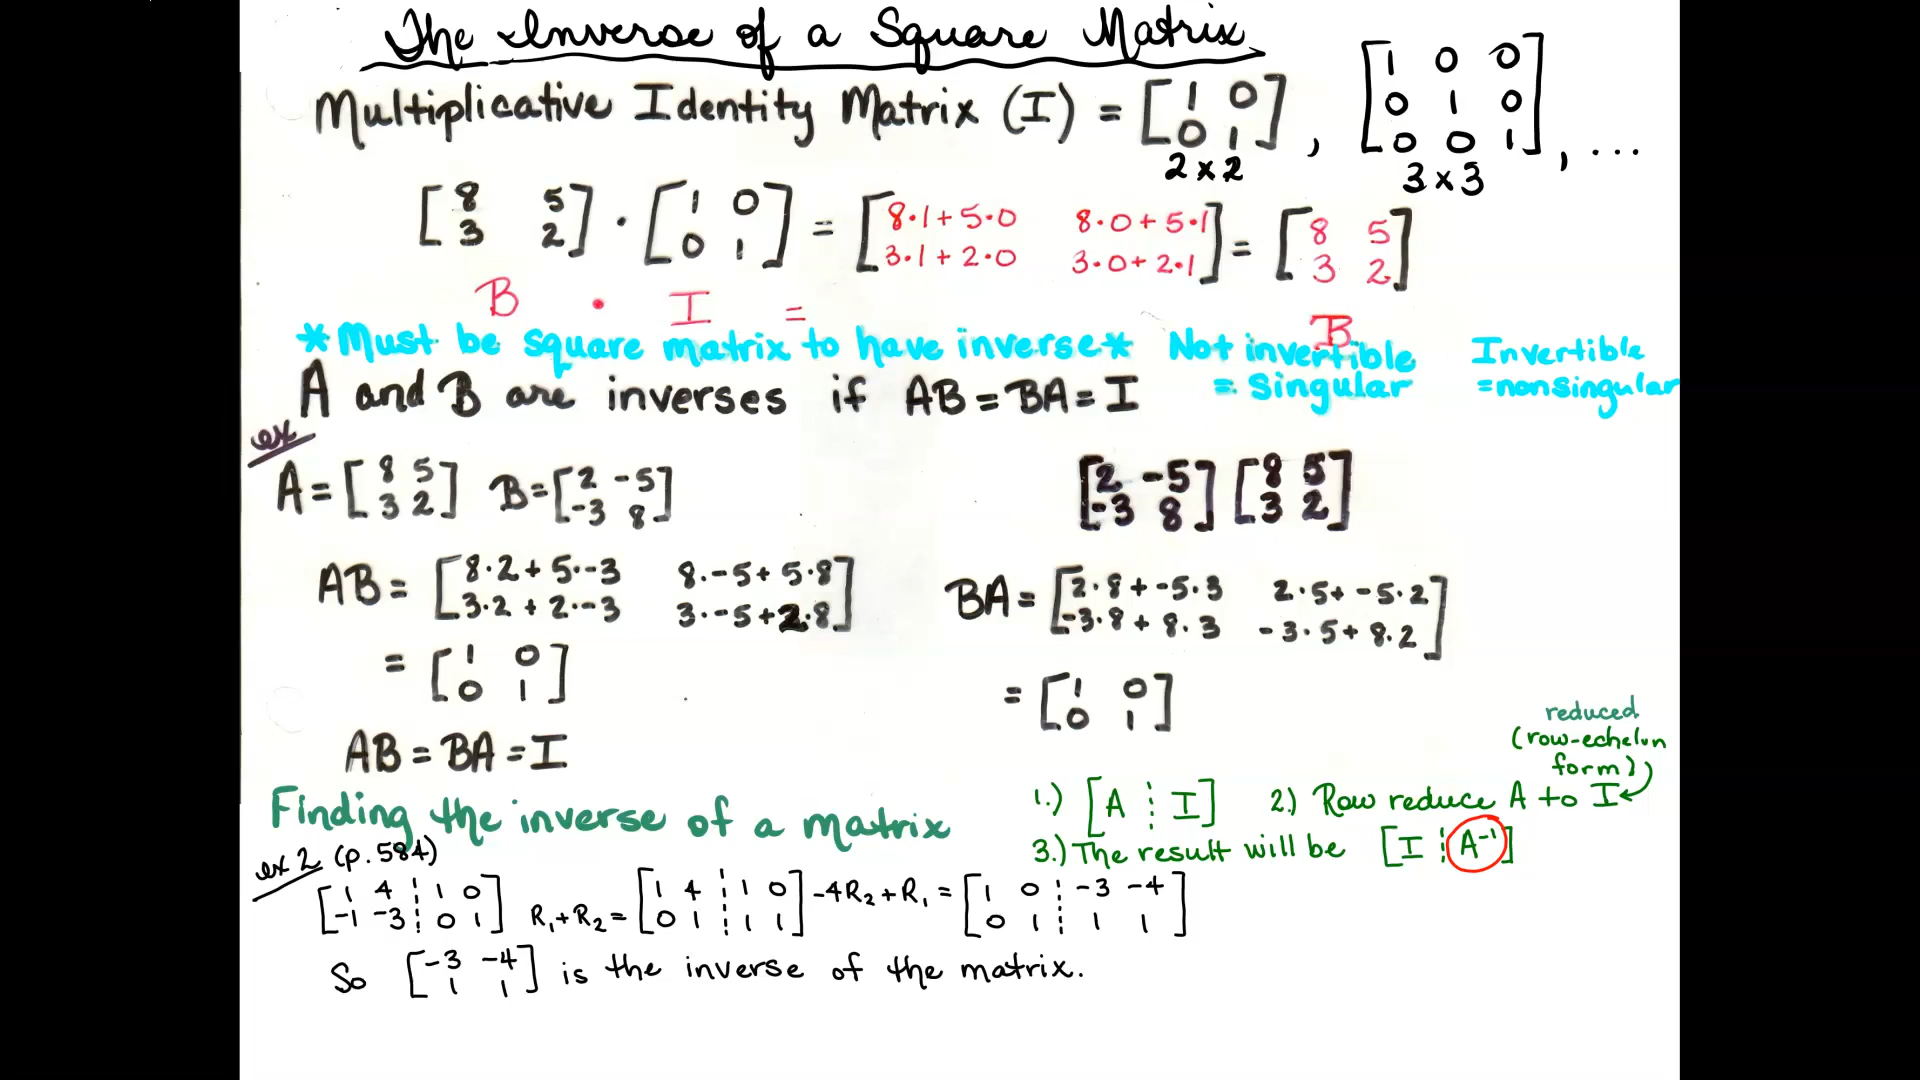 The Inverse of a Square Matrix
Multiplicative Identity Matrix (I) = [1 0; 0 1], [1 0 0; 0 1 0; 0 0 1], ...
2x2 3x3
[8 5; 3 2] · [1 0; 0 1] = [8·1+5·0 8·0+5·1; 3·1+2·0 3·0+2·1] = [8 5; 3 2]
B · I = B
*Must be square matrix to have inverse* Not invertible = singular Invertible = nonsingular
A and B are inverses if AB = BA = I
ex
A = [8 5; 3 2] B = [2 -5; -3 8] [2 -5; -3 8] [8 5; 3 2]
AB = [8·2+5·-3 8·-5+5·8; 3·2+2·-3 3·-5+2·8]
= [1 0; 0 1]
AB = BA = I
BA = [2·8+-5·3 2·5+-5·2; -3·8+8·3 -3·5+8·2]
= [1 0; 0 1]
Finding the inverse of a matrix
1.) [A ┊ I] 2.) Row reduce A to I
reduced
(row-echelon
form)
3.) The result will be [I ┊ A⁻¹]
ex 2 (p.584)
[1 4 ┊ 1 0; -1 -3 ┊ 0 1] R₁+R₂ = [1 4 ┊ 1 0; 0 1 ┊ 1 1] -4R₂+R₁ = [1 0 ┊ -3 -4; 0 1 ┊ 1 1]
So [-3 -4; 1 1] is the inverse of the matrix.